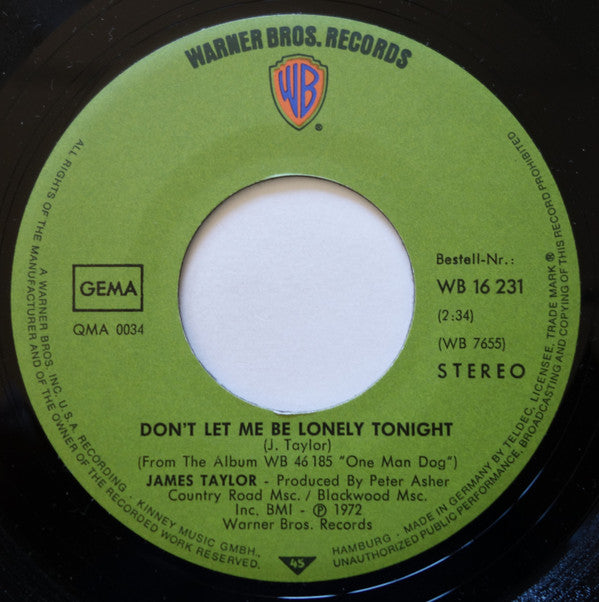 WARNER BROS. RECORDS
WB
®
GEMA
QMA 0034
Bestell-Nr.:
WB 16 231
(2:34)
(WB 7655)
STEREO
DON'T LET ME BE LONELY TONIGHT
(J. Taylor)
(From The Album WB 46 185 "One Man Dog")
JAMES TAYLOR - Produced By Peter Asher
Country Road Msc. / Blackwood Msc.
Inc. BMI - Ⓟ 1972
Warner Bros. Records
45
ALL RIGHTS OF THE MANUFACTURER AND OF THE OWNER OF THE RECORDED WORK RESERVED.
A WARNER BROS. INC. U.S.A. RECORDING · KINNEY MUSIC GMBH.,
HAMBURG · MADE IN GERMANY BY TELDEC, LICENSEE, TRADE MARK ®
UNAUTHORIZED PUBLIC PERFORMANCE, BROADCASTING AND COPYING OF THIS RECORD PROHIBITED